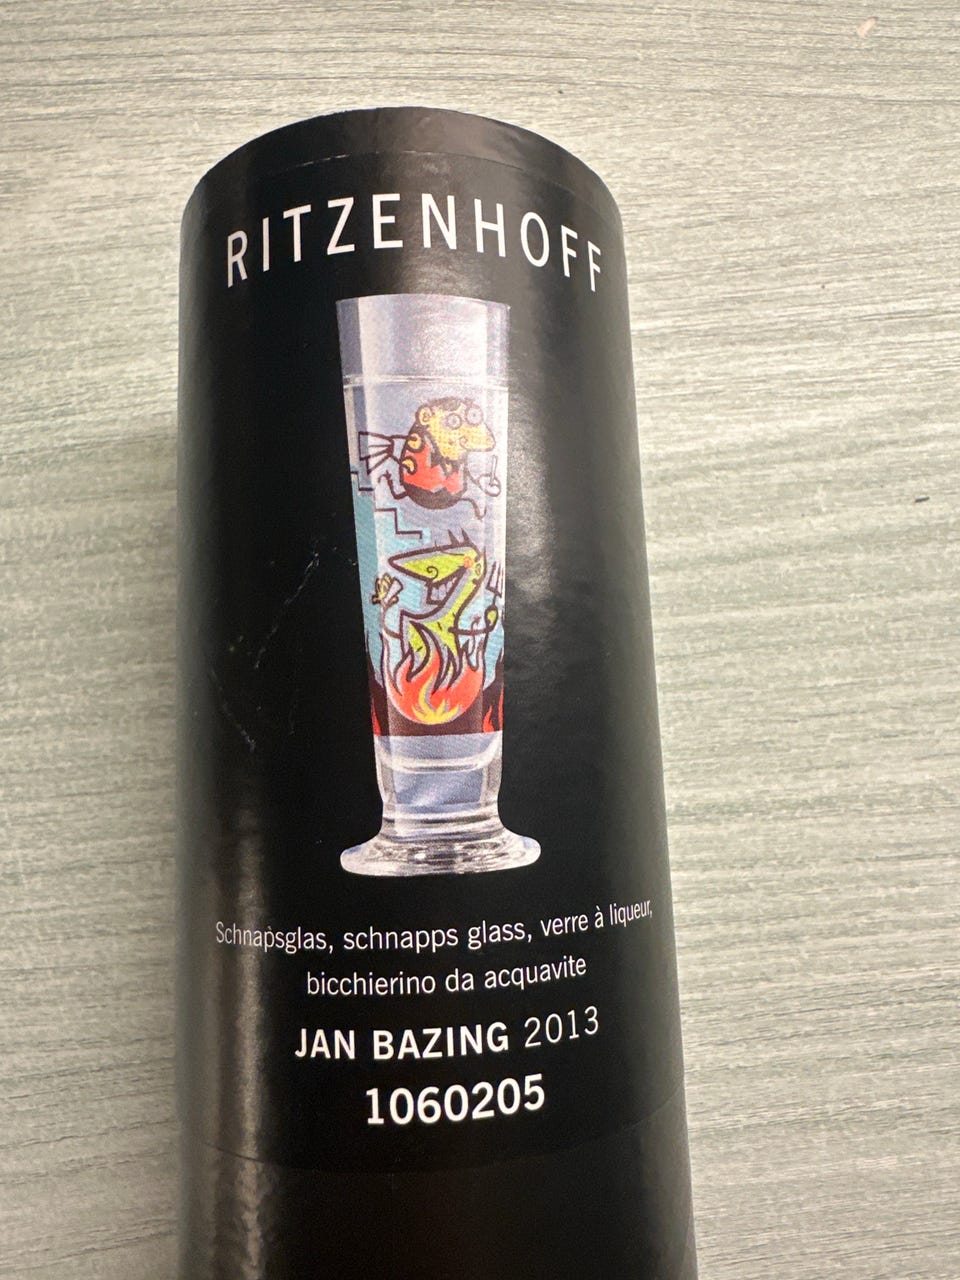 RITZENHOFF
Schnapsglas, schnapps glass, verre à liqueur,
bicchierino da acquavite
JAN BAZING 2013
1060205